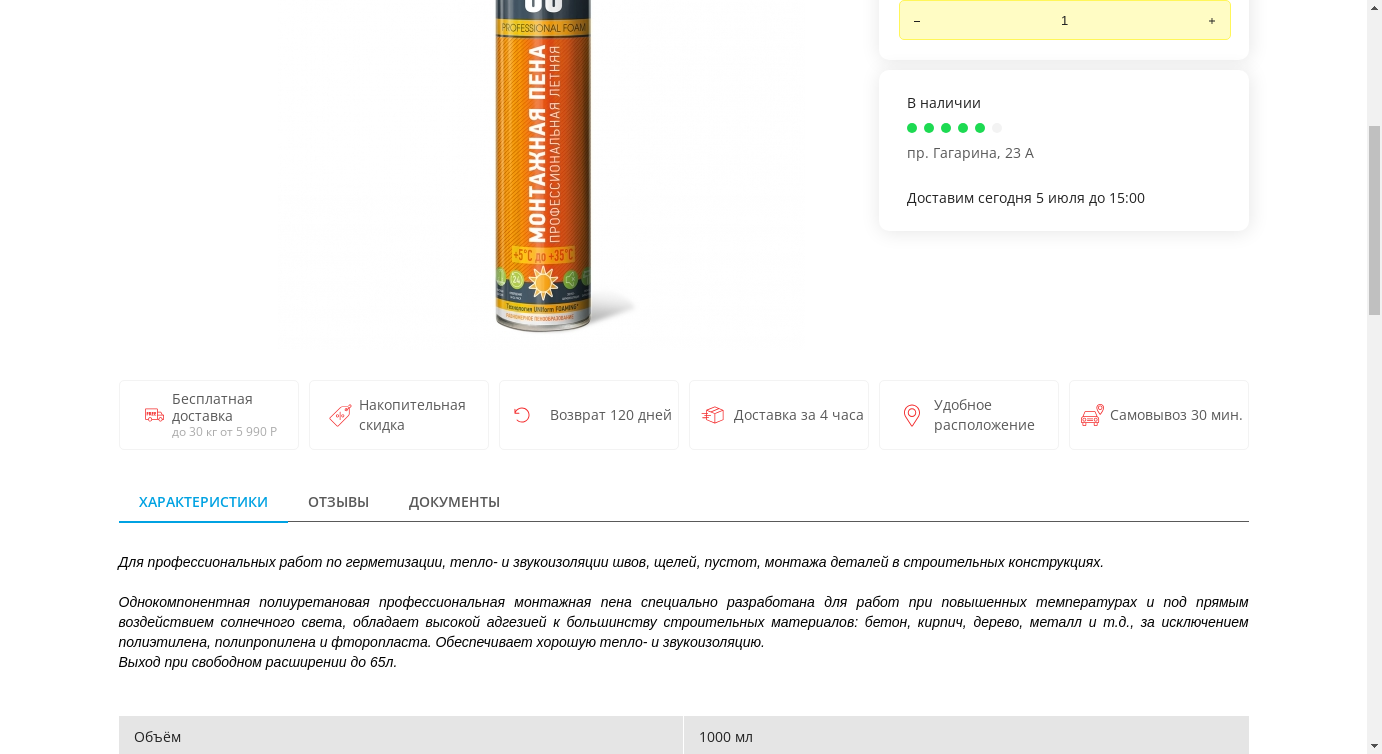 PROFESSIONAL FOAM
МОНТАЖНАЯ ПЕНА
ПРОФЕССИОНАЛЬНАЯ ЛЕТНЯЯ
+5°C до +35°C
Технология Uniform FOAMING
–
1
+
В наличии
пр. Гагарина, 23 А
Доставим сегодня 5 июля до 15:00
FREE
Бесплатная
доставка
до 30 кг от 5 990 Р
Накопительная
скидка
Возврат 120 дней
Доставка за 4 часа
Удобное
расположение
Самовывоз 30 мин.
ХАРАКТЕРИСТИКИ
ОТЗЫВЫ
ДОКУМЕНТЫ
Для профессиональных работ по герметизации, тепло- и звукоизоляции швов, щелей, пустот, монтажа деталей в строительных конструкциях.
Однокомпонентная полиуретановая профессиональная монтажная пена специально разработана для работ при повышенных температурах и под прямым
воздействием солнечного света, обладает высокой адгезией к большинству строительных материалов: бетон, кирпич, дерево, металл и т.д., за исключением
полиэтилена, полипропилена и фторопласта. Обеспечивает хорошую тепло- и звукоизоляцию.
Выход при свободном расширении до 65л.
Объём
1000 мл